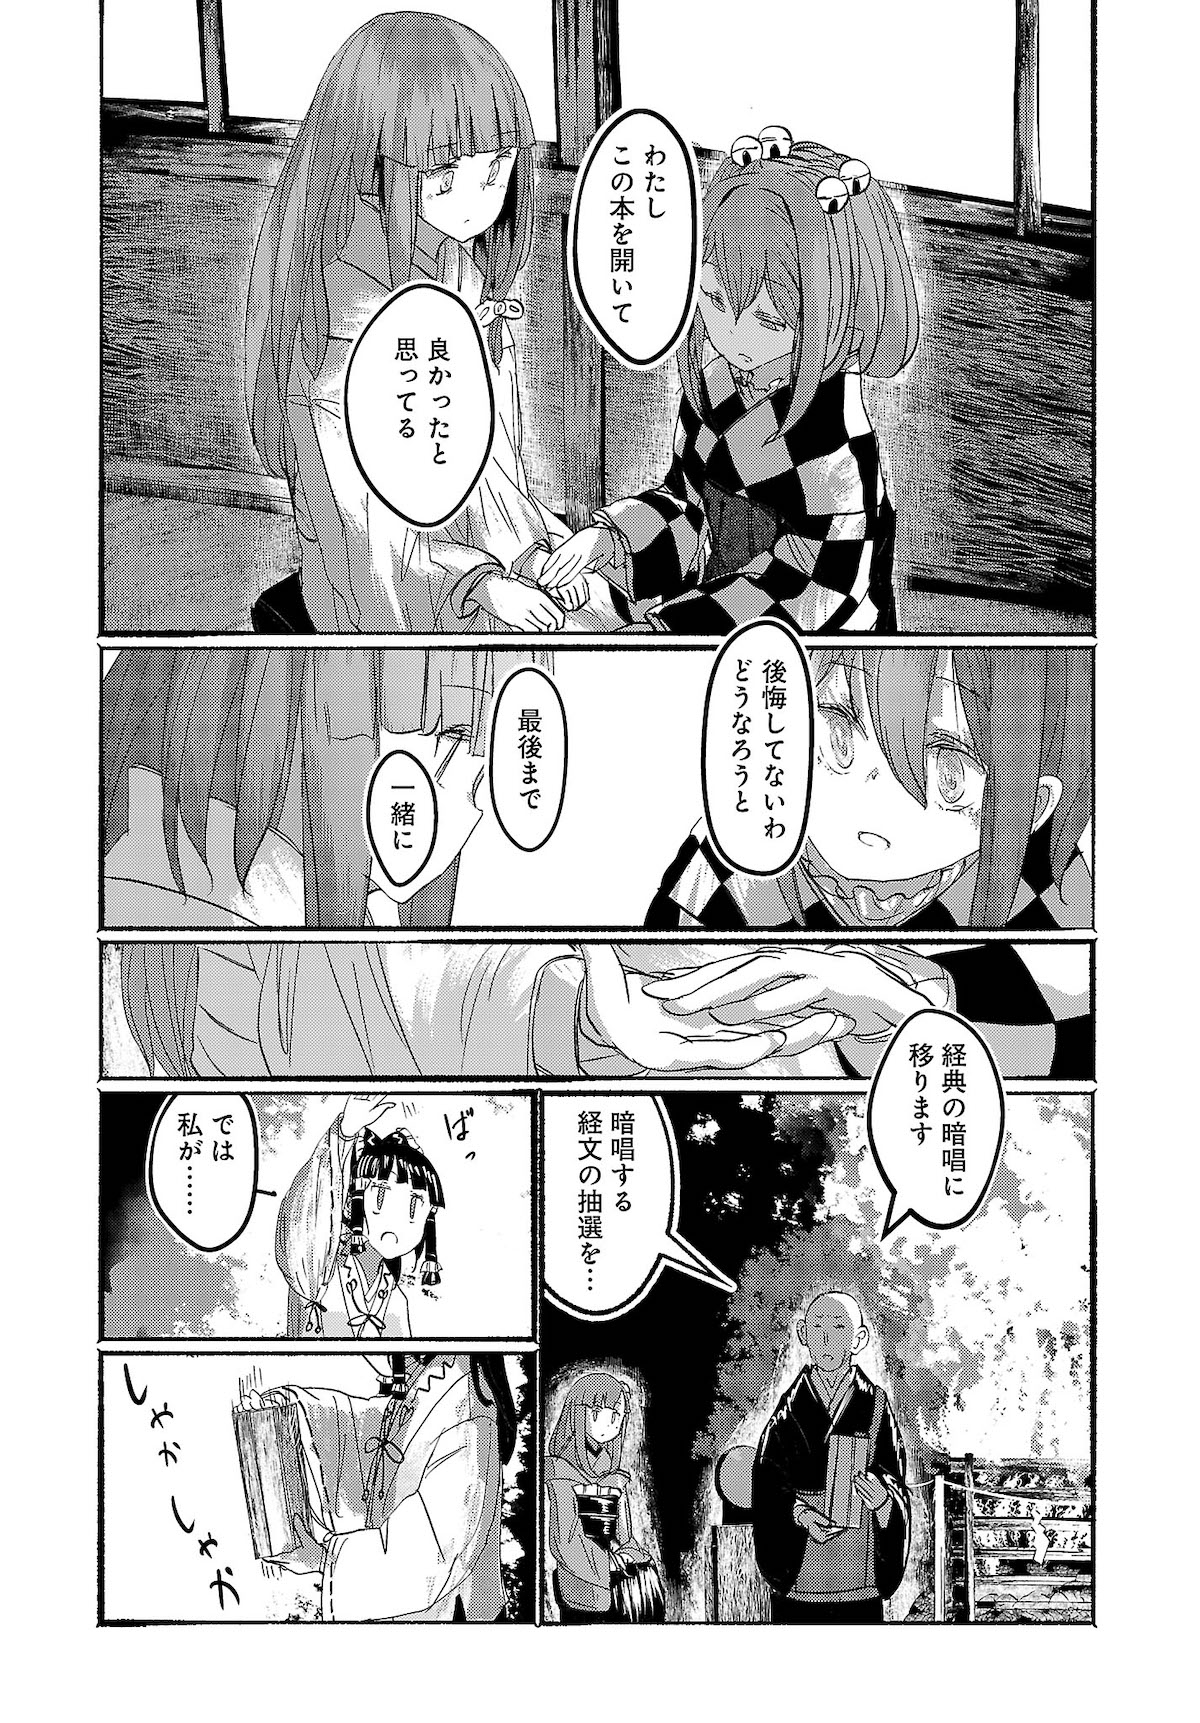 わたし
この本を開いて
良かったと
思ってる
後悔してないわ
どうなろうと
最後まで
一緒に
経典の暗唱に
移ります
暗唱する
経文の抽選を…
ばっ
では
私が……
しゃか
しゃか